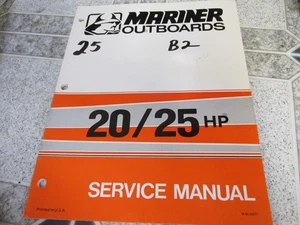 MARINER
OUTBOARDS
25 B2
20/25 HP
SERVICE MANUAL